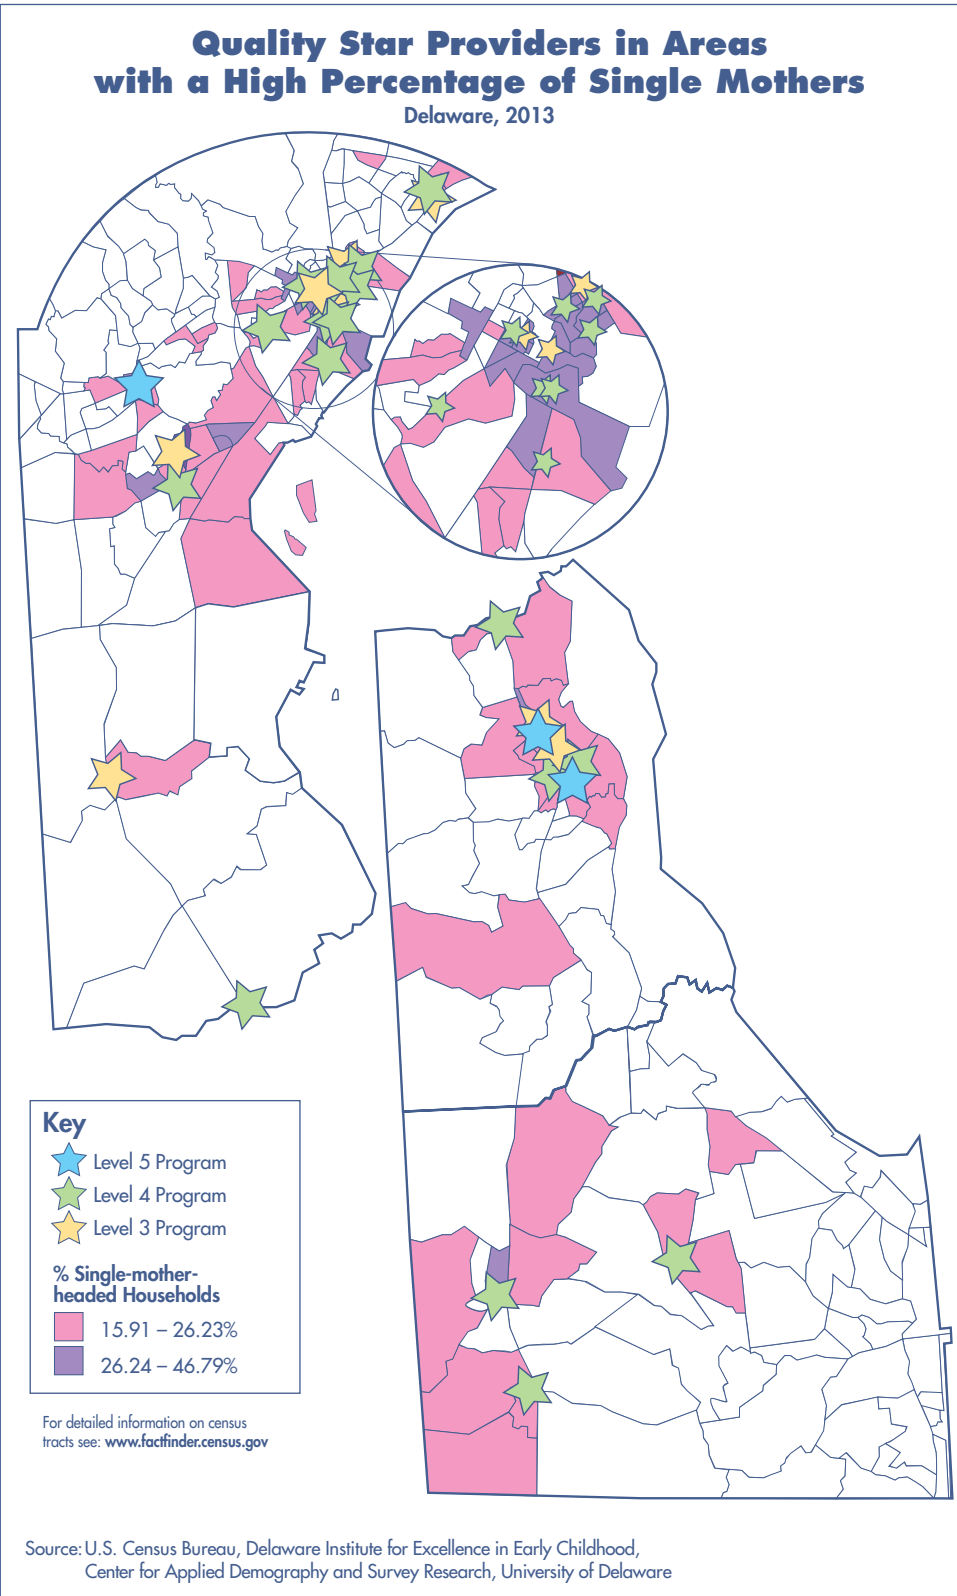 Quality Star Providers in Areas
with a High Percentage of Single Mothers
Delaware, 2013
Key
Level 5 Program
Level 4 Program
Level 3 Program
% Single-mother-
headed Households
15.91 – 26.23%
26.24 – 46.79%
For detailed information on census
tracts see: www.factfinder.census.gov
Source: U.S. Census Bureau, Delaware Institute for Excellence in Early Childhood,
Center for Applied Demography and Survey Research, University of Delaware